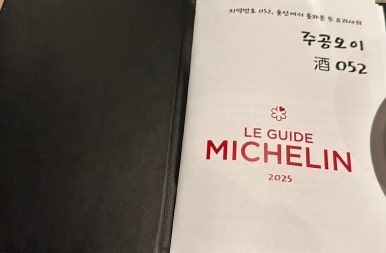 지역번호 052, 울산에서 올라온 두 요리사의
주공오이
酒 052
LE GUIDE
MICHELIN
2025